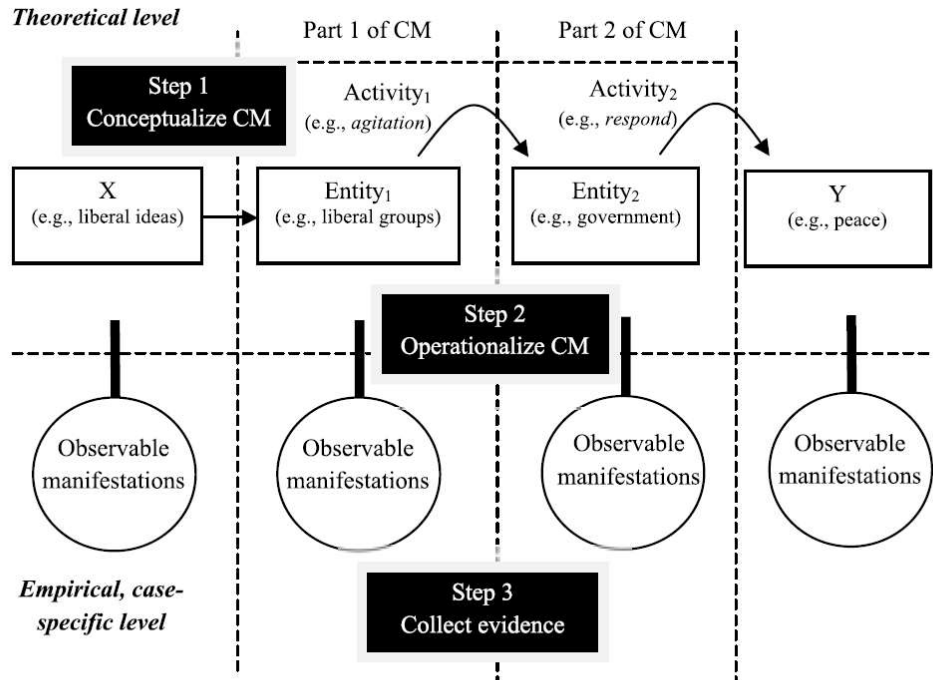 Theoretical level
Part 1 of CM
Part 2 of CM
Step 1
Conceptualize CM
Activity₁
(e.g., agitation)
Activity₂
(e.g., respond)
X
(e.g., liberal ideas)
Entity₁
(e.g., liberal groups)
Entity₂
(e.g., government)
Y
(e.g., peace)
Step 2
Operationalize CM
Observable
manifestations
Observable
manifestations
Observable
manifestations
Observable
manifestations
Empirical, case-
specific level
Step 3
Collect evidence